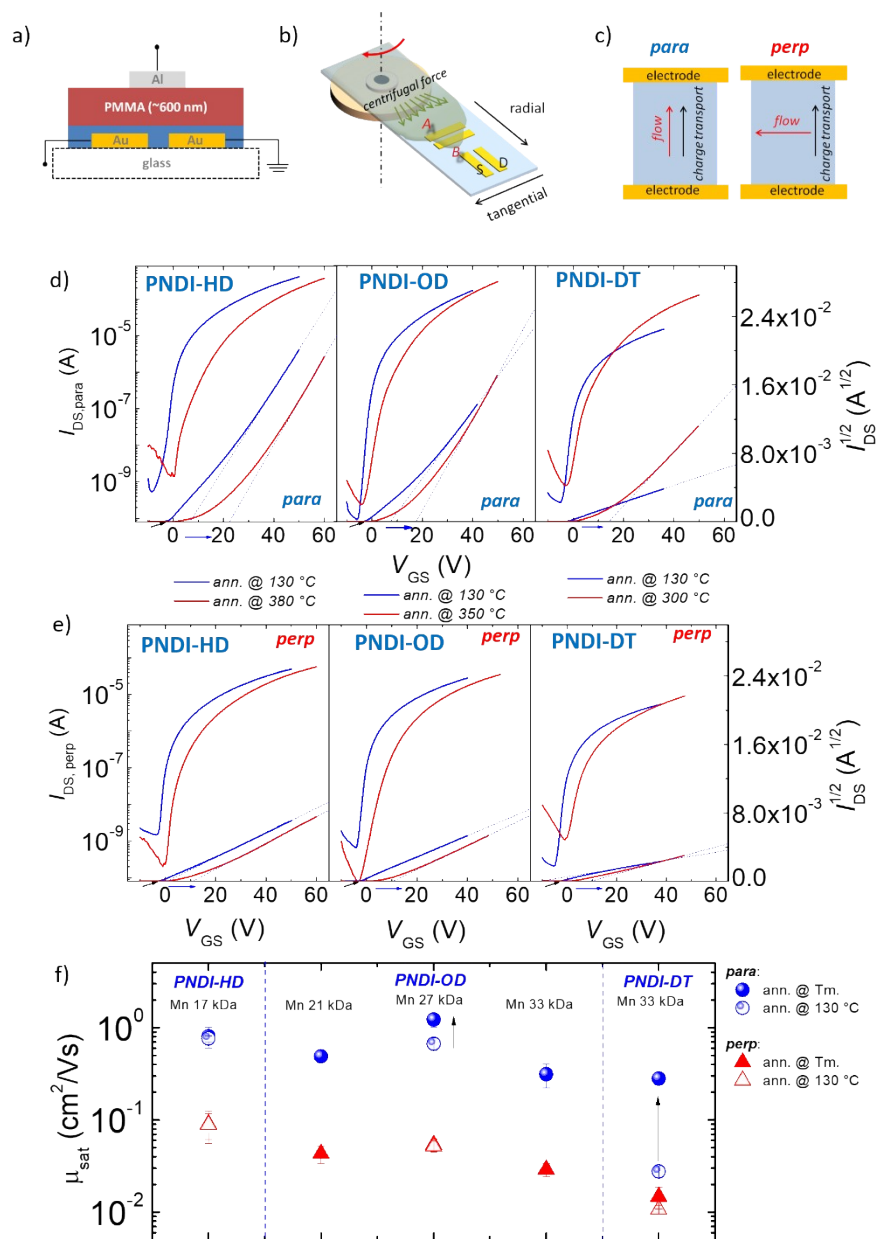 a)
Al
PMMA (~600 nm)
Au
Au
glass
b)
centrifugal force
radial
A
B
S
D
tangential
c)
para
perp
electrode
electrode
flow
charge transport
flow
charge transport
electrode
electrode
d)
PNDI-HD
PNDI-OD
PNDI-DT
I_DS,para (A)
10^-5
10^-7
10^-9
2.4x10^-2
1.6x10^-2
8.0x10^-3
0.0
I_DS^1/2 (A^1/2)
para
para
para
0 20 40 60
0 20 40 60
0 20 40 60
V_GS (V)
ann. @ 130 °C
ann. @ 380 °C
ann. @ 130 °C
ann. @ 350 °C
ann. @ 130 °C
ann. @ 300 °C
e)
PNDI-HD
perp
PNDI-OD
perp
PNDI-DT
perp
I_DS, perp (A)
10^-5
10^-7
10^-9
2.4x10^-2
1.6x10^-2
8.0x10^-3
0.0
I_DS^1/2 (A^1/2)
0 20 40 60
0 20 40 60
0 20 40 60
V_GS (V)
V_GS (V)
V_GS (V)
f)
PNDI-HD
PNDI-OD
PNDI-DT
Mn 17 kDa
Mn 21 kDa
Mn 27 kDa
Mn 33 kDa
Mn 33 kDa
μ_sat (cm^2/Vs)
10^0
10^-1
10^-2
para:
ann. @ Tm.
ann. @ 130 °C
perp:
ann. @ Tm.
ann. @ 130 °C